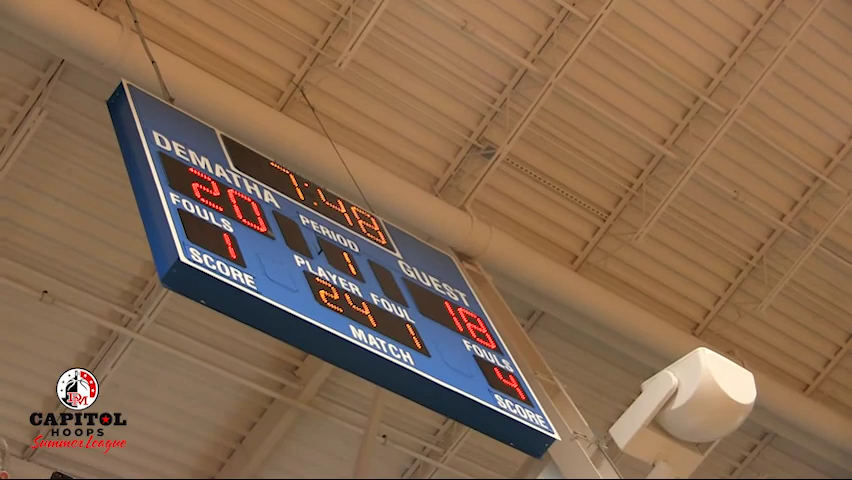 DEMATHA
7:48
20
PERIOD
GUEST
FOULS
1
18
1
PLAYER FOUL
FOULS
SCORE
24 1
4
MATCH
SCORE
DM
CAPITOL
HOOPS
Summer League